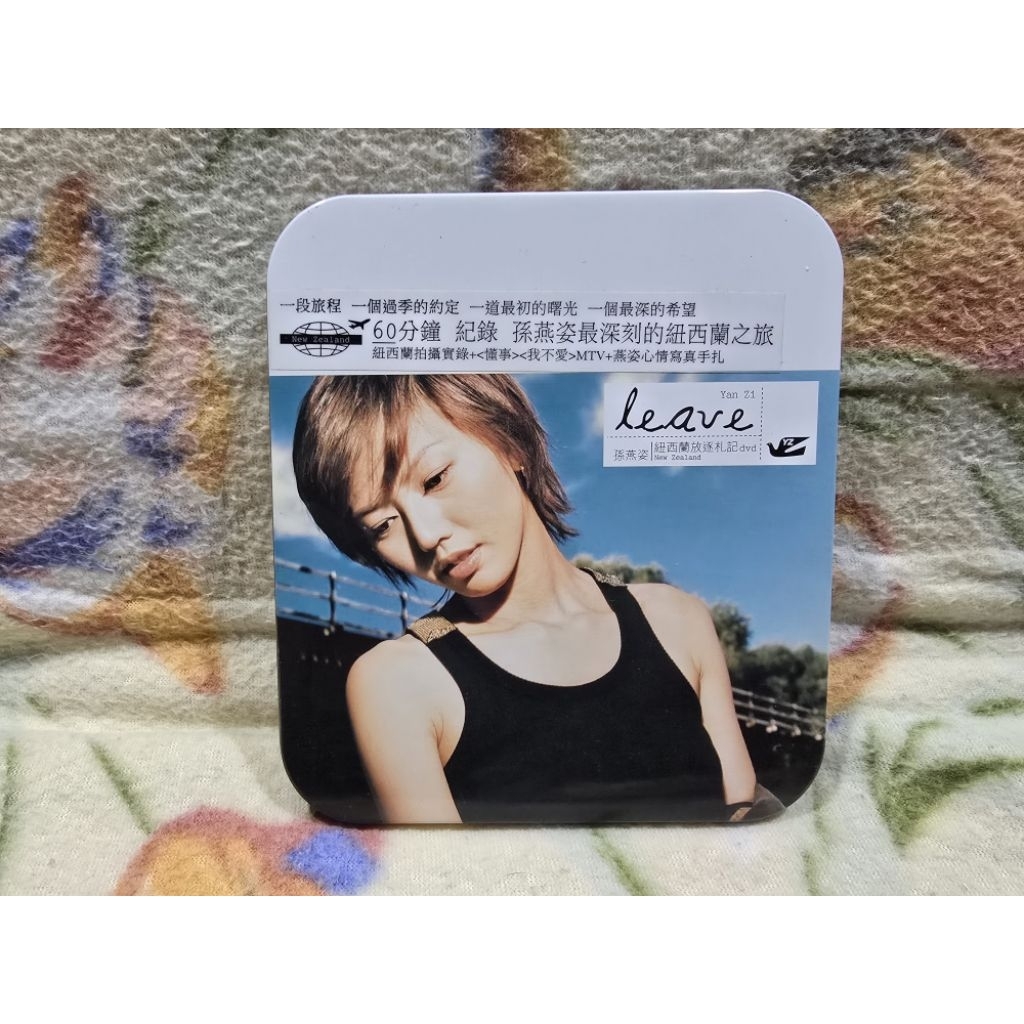 一段旅程 一個過季的約定 一道最初的曙光 一個最深的希望
New Zealand
60分鐘 紀錄 孫燕姿最深刻的紐西蘭之旅
紐西蘭拍攝實錄+<懂事><我不愛>MTV+燕姿心情寫真手扎
Yan Zi
leave
孫燕姿 紐西蘭放逐札記dvd
New Zealand
YZ